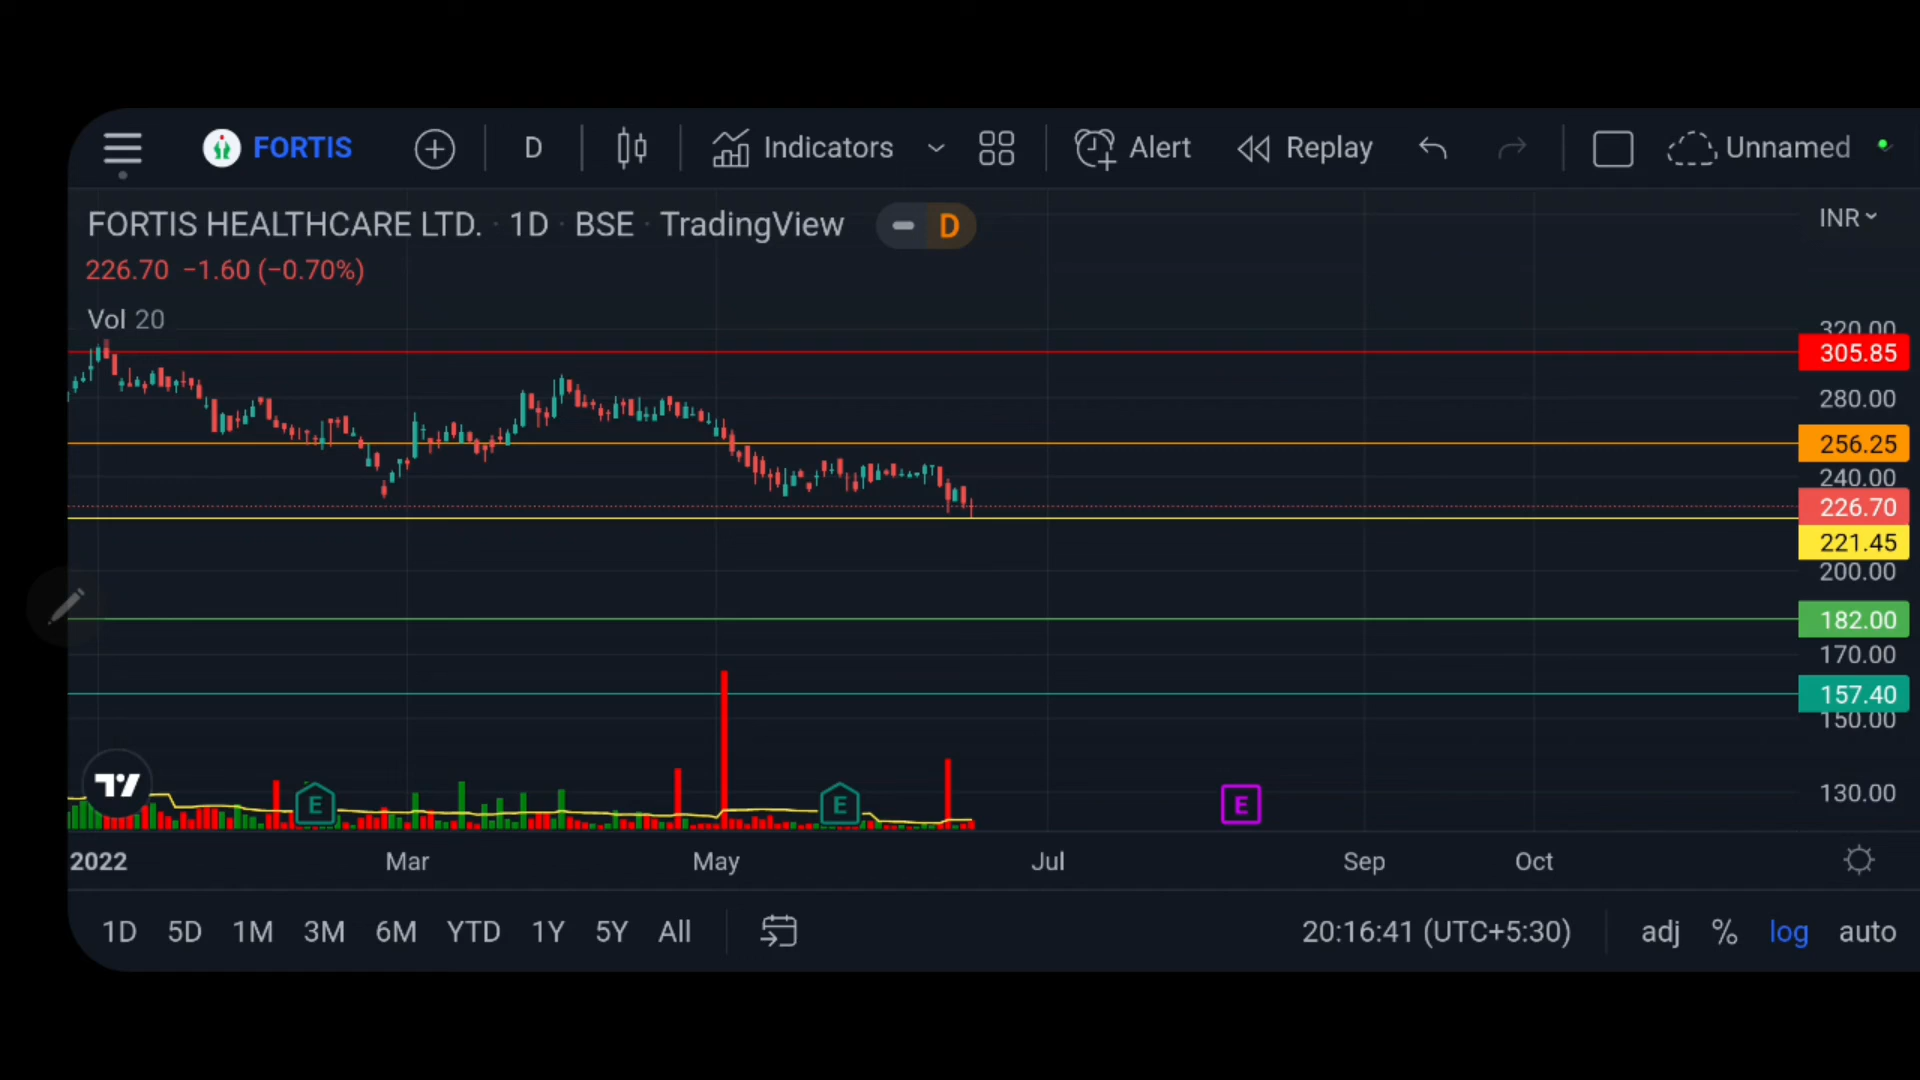 FORTIS D Indicators Alert Replay Unnamed
FORTIS HEALTHCARE LTD. · 1D · BSE · TradingView D INR
226.70 −1.60 (−0.70%)
Vol 20
320.00
305.85
280.00
256.25
240.00
226.70
221.45
200.00
182.00
170.00
157.40
150.00
130.00
E E E
2022 Mar May Jul Sep Oct
1D 5D 1M 3M 6M YTD 1Y 5Y All 20:16:41 (UTC+5:30) adj % log auto